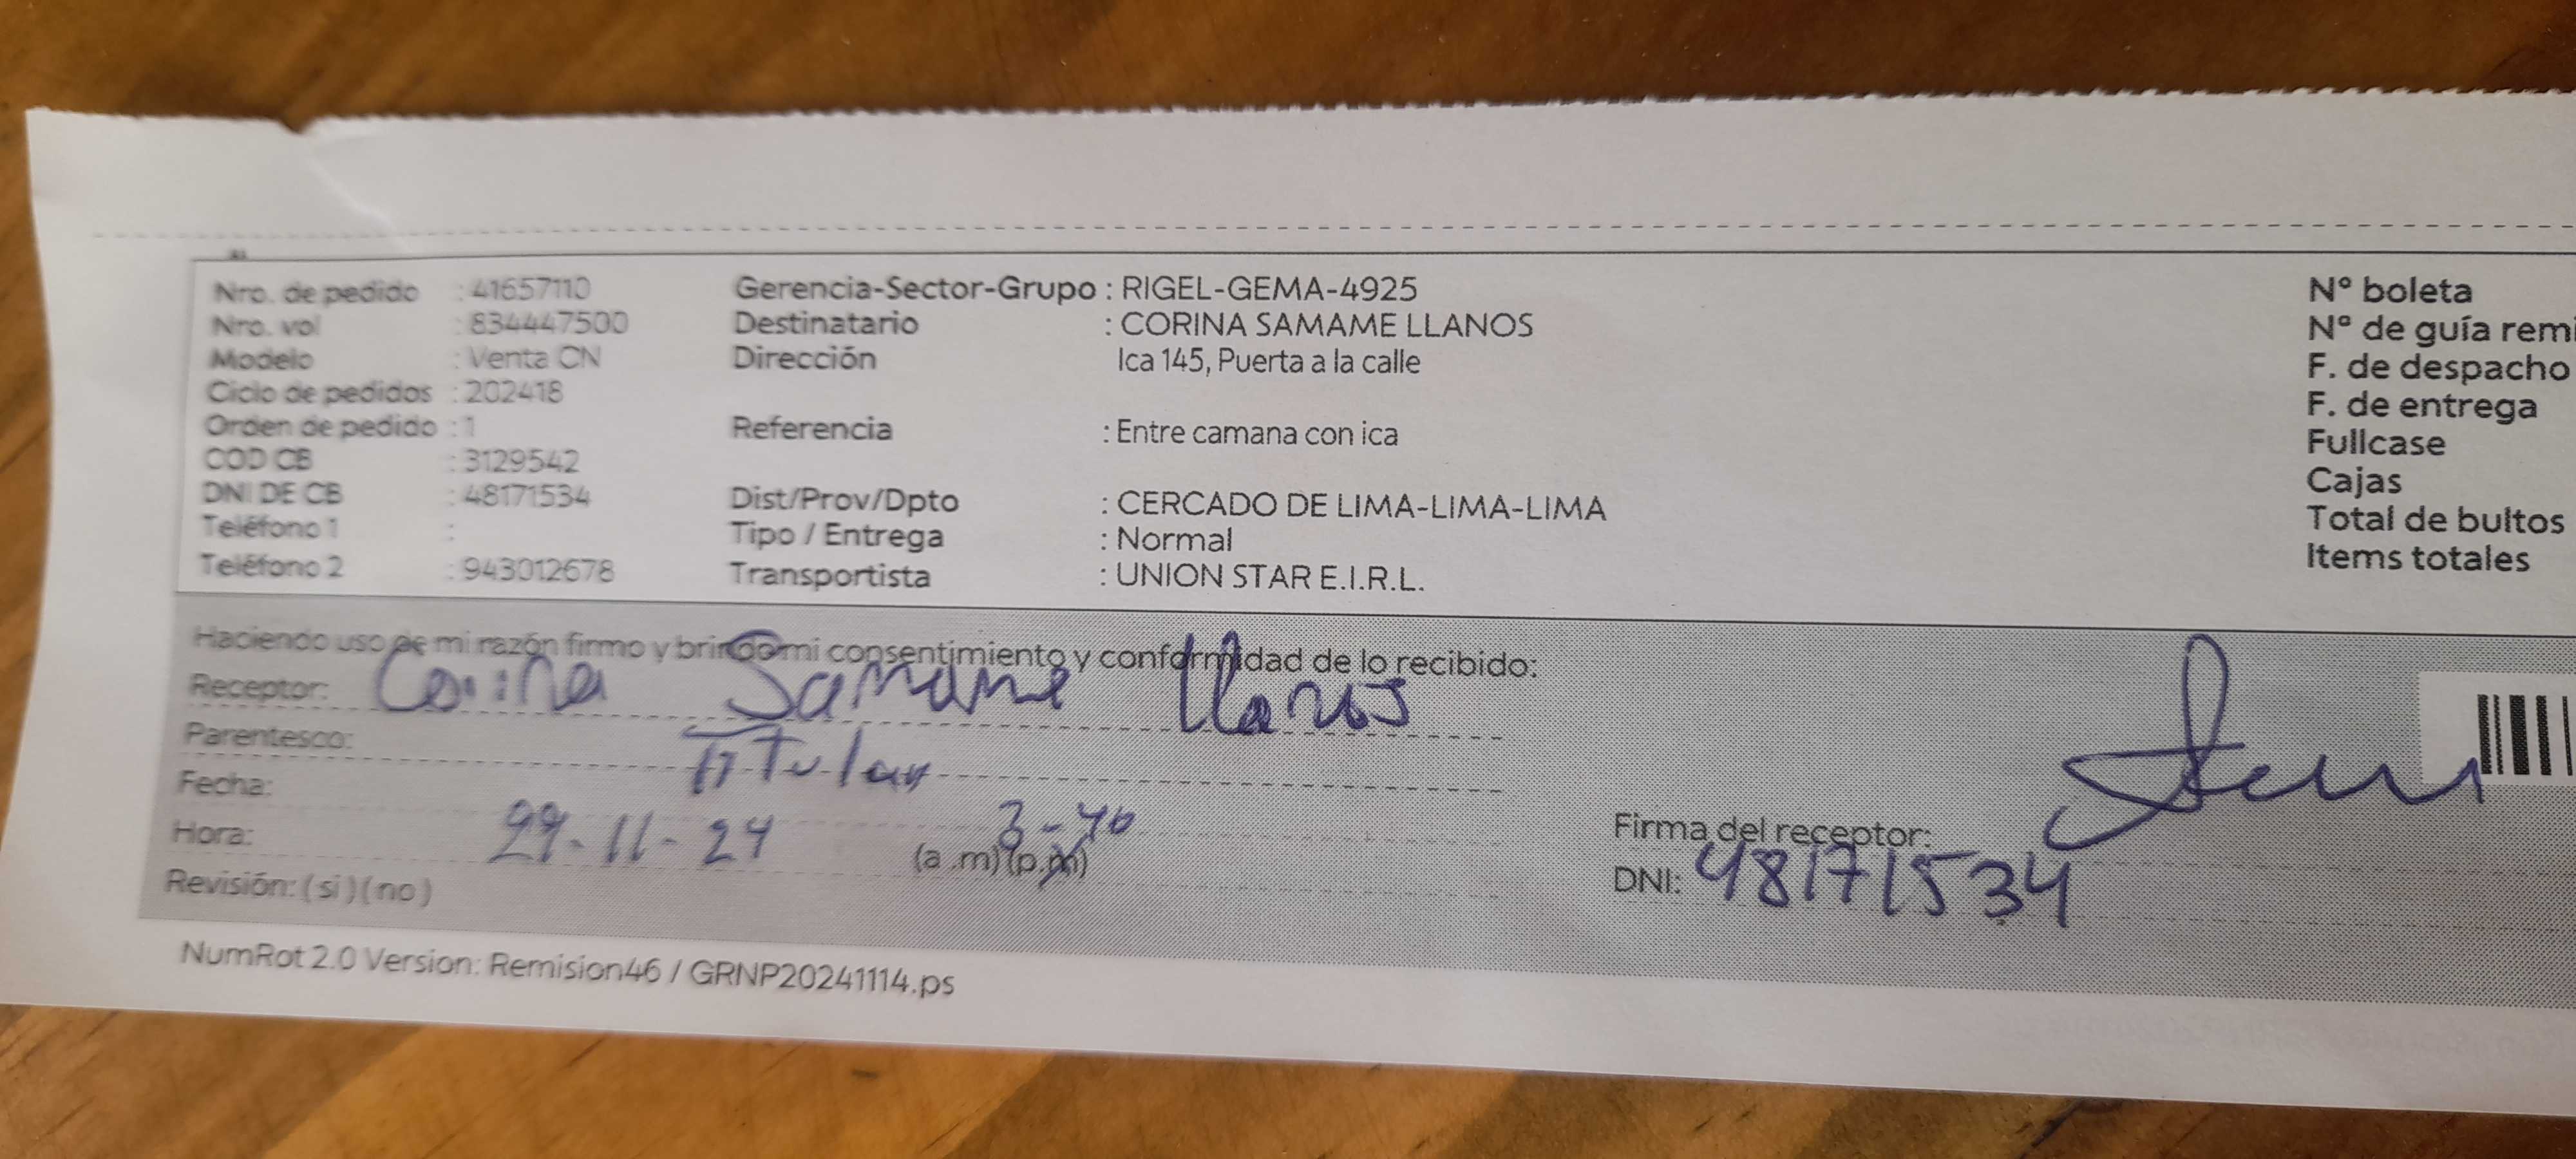 Nro. de pedido : 41657110
Nro. vol : 834447500
Modelo : Venta CN
Ciclo de pedidos : 202418
Orden de pedido : 1
COD CB : 3129542
DNI DE CB : 48171534
Teléfono 1 :
Teléfono 2 : 943012678
Gerencia-Sector-Grupo : RIGEL-GEMA-4925
Destinatario : CORINA SAMAME LLANOS
Dirección Ica 145, Puerta a la calle
Referencia : Entre camana con ica
Dist/Prov/Dpto : CERCADO DE LIMA-LIMA-LIMA
Tipo / Entrega : Normal
Transportista : UNION STAR E.I.R.L.
N° boleta
N° de guía remi
F. de despacho
F. de entrega
Fullcase
Cajas
Total de bultos
Items totales
Haciendo uso de mi razón firmo y brindo mi consentimiento y conformidad de lo recibido:
Receptor: Corina Samame Llanos
Parentesco: Titular
Fecha:
Hora: 29-11-24 3-40 (a.m)(p.m)
Revisión: (si)(no)
Firma del receptor:
DNI: 48171534
NumRot 2.0 Version: Remision46 / GRNP20241114.ps